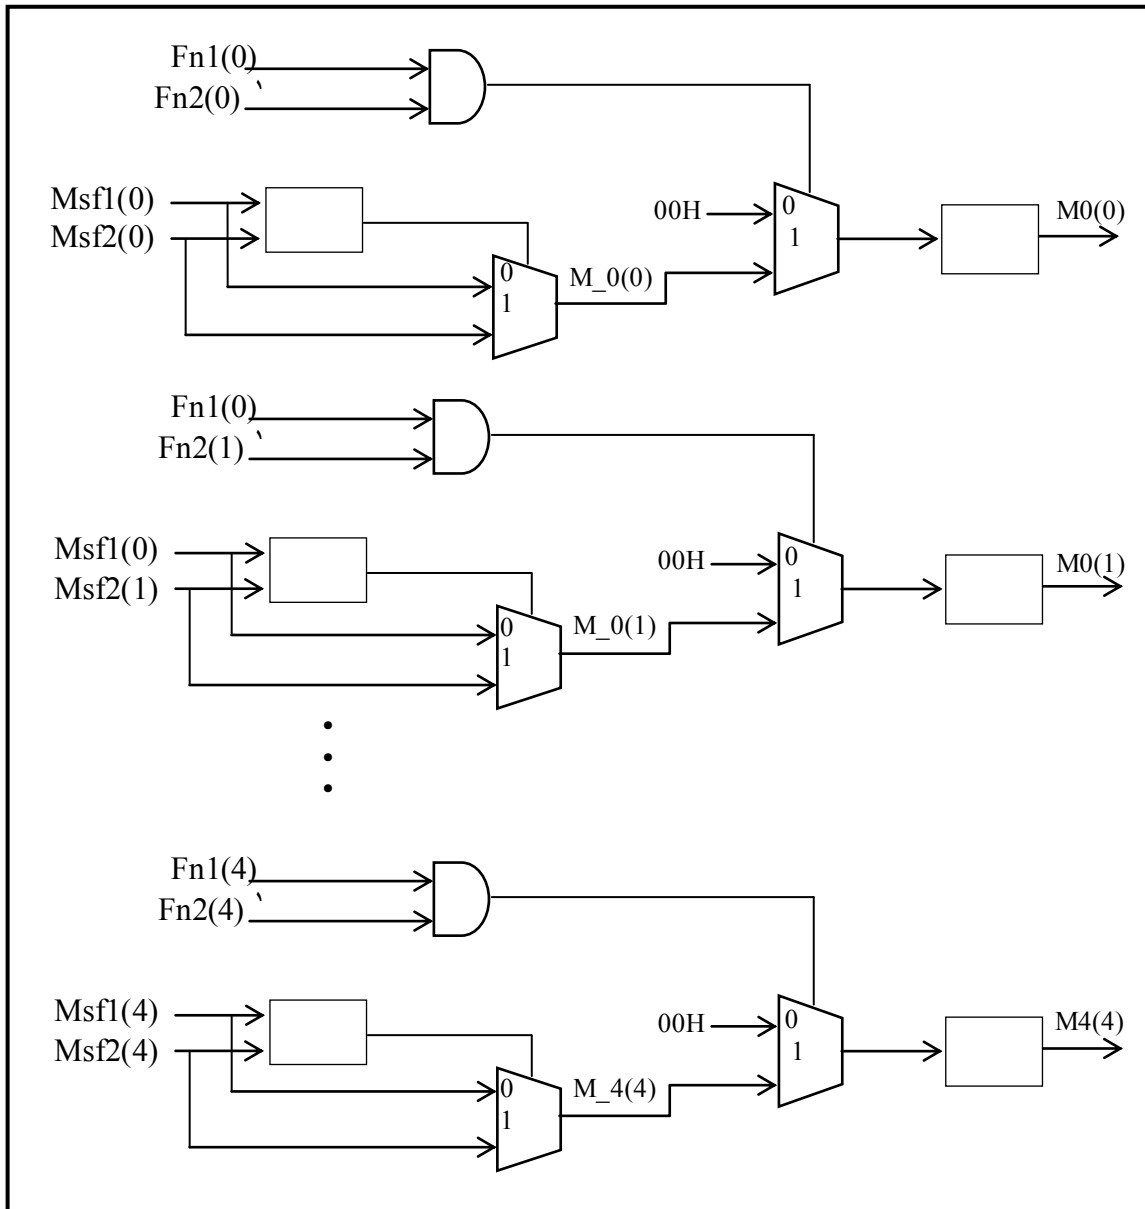 Fn1(0)
Fn2(0) `
Msf1(0)
Msf2(0)
00H
0
1
M0(0)
0
1
M_0(0)
Fn1(0)
Fn2(1) `
Msf1(0)
Msf2(1)
00H
0
1
M0(1)
0
1
M_0(1)
Fn1(4)
Fn2(4) `
Msf1(4)
Msf2(4)
00H
0
1
M4(4)
0
1
M_4(4)